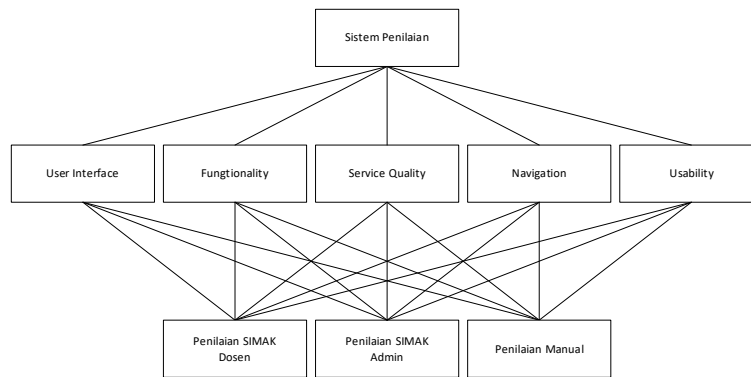 Sistem Penilaian
User Interface
Fungtionality
Service Quality
Navigation
Usability
Penilaian SIMAK
Dosen
Penilaian SIMAK
Admin
Penilaian Manual